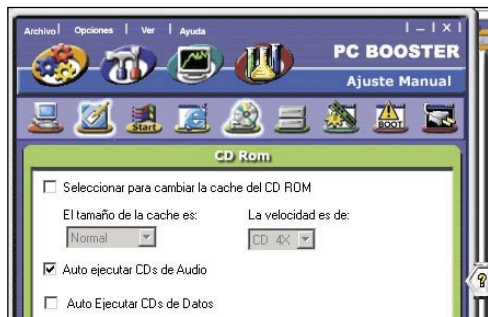 Archivo Opciones Ver Ayuda
PC BOOSTER
Ajuste Manual
Start
BOOT
CD Rom
Seleccionar para cambiar la cache del CD ROM
El tamaño de la cache es: La velocidad es de:
Normal CD 4X
Auto ejecutar CDs de Audio
Auto Ejecutar CDs de Datos
?